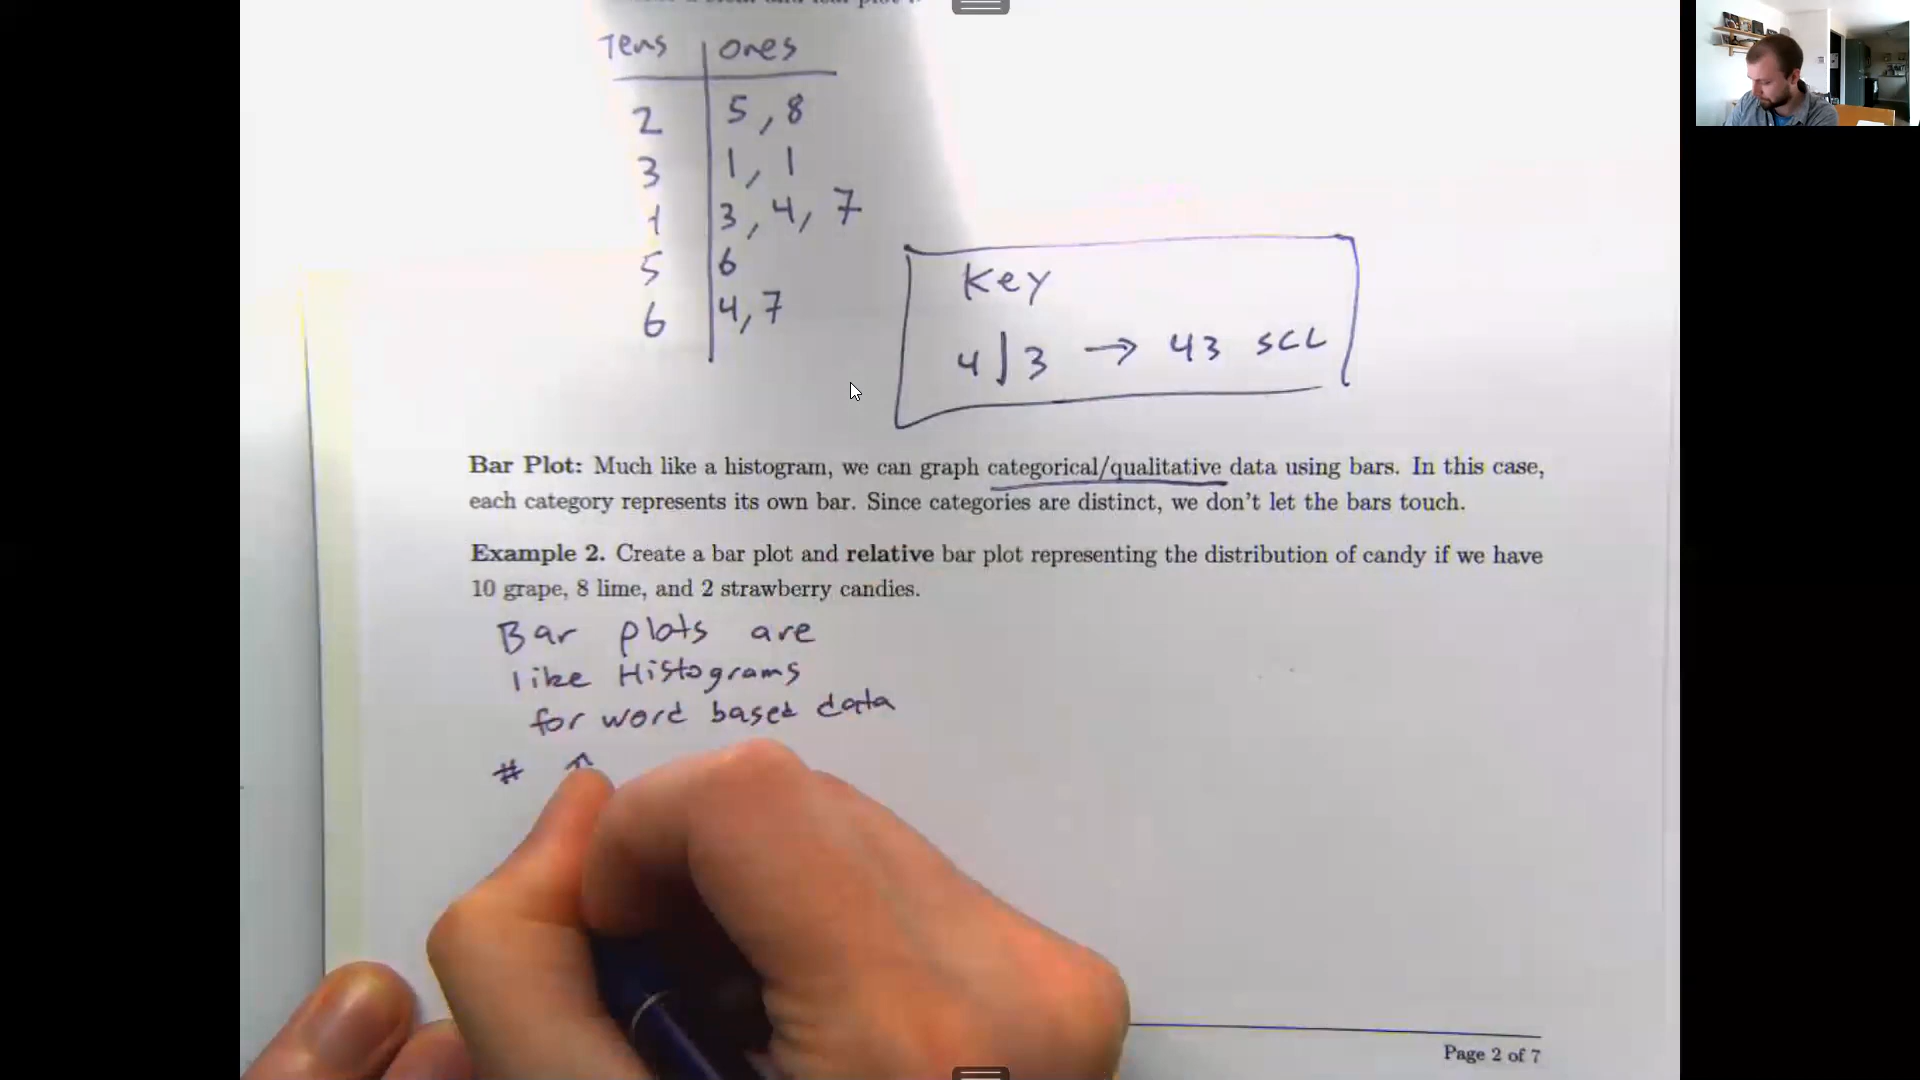 Tens | ones
2 | 5, 8
3 | 1, 1
4 | 3, 4, 7
5 | 6
6 | 4, 7
Key
4 | 3 → 43 SCL
Bar Plot: Much like a histogram, we can graph categorical/qualitative data using bars. In this case,
each category represents its own bar. Since categories are distinct, we don't let the bars touch.
Example 2. Create a bar plot and relative bar plot representing the distribution of candy if we have
10 grape, 8 lime, and 2 strawberry candies.
Bar plots are
like Histograms
for word based data
#
Page 2 of 7